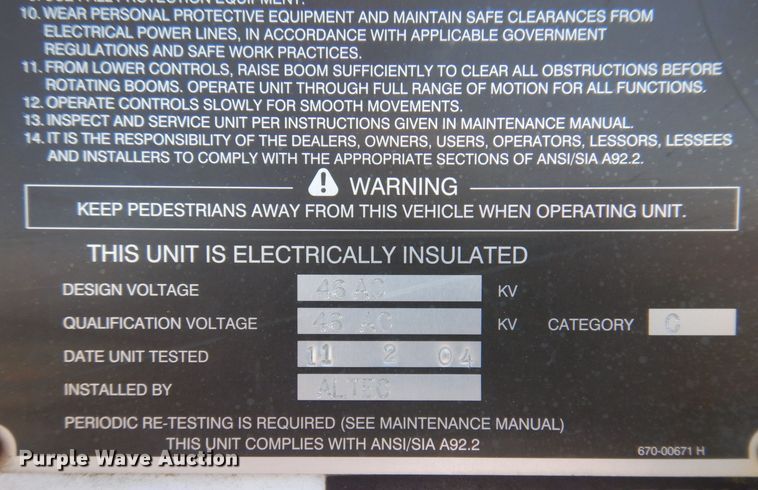 10. WEAR PERSONAL PROTECTIVE EQUIPMENT AND MAINTAIN SAFE CLEARANCES FROM
ELECTRICAL POWER LINES, IN ACCORDANCE WITH APPLICABLE GOVERNMENT
REGULATIONS AND SAFE WORK PRACTICES.
11. FROM LOWER CONTROLS, RAISE BOOM SUFFICIENTLY TO CLEAR ALL OBSTRUCTIONS BEFORE
ROTATING BOOMS. OPERATE UNIT THROUGH FULL RANGE OF MOTION FOR ALL FUNCTIONS.
12. OPERATE CONTROLS SLOWLY FOR SMOOTH MOVEMENTS.
13. INSPECT AND SERVICE UNIT PER INSTRUCTIONS GIVEN IN MAINTENANCE MANUAL.
14. IT IS THE RESPONSIBILITY OF THE DEALERS, OWNERS, USERS, OPERATORS, LESSORS, LESSEES
AND INSTALLERS TO COMPLY WITH THE APPROPRIATE SECTIONS OF ANSI/SIA A92.2.
WARNING
KEEP PEDESTRIANS AWAY FROM THIS VEHICLE WHEN OPERATING UNIT.
THIS UNIT IS ELECTRICALLY INSULATED
DESIGN VOLTAGE 46 AC KV
QUALIFICATION VOLTAGE 46 AC KV CATEGORY C
DATE UNIT TESTED 11 2 04
INSTALLED BY ALTEC
PERIODIC RE-TESTING IS REQUIRED (SEE MAINTENANCE MANUAL)
THIS UNIT COMPLIES WITH ANSI/SIA A92.2
670-00671 H
Purple Wave Auction